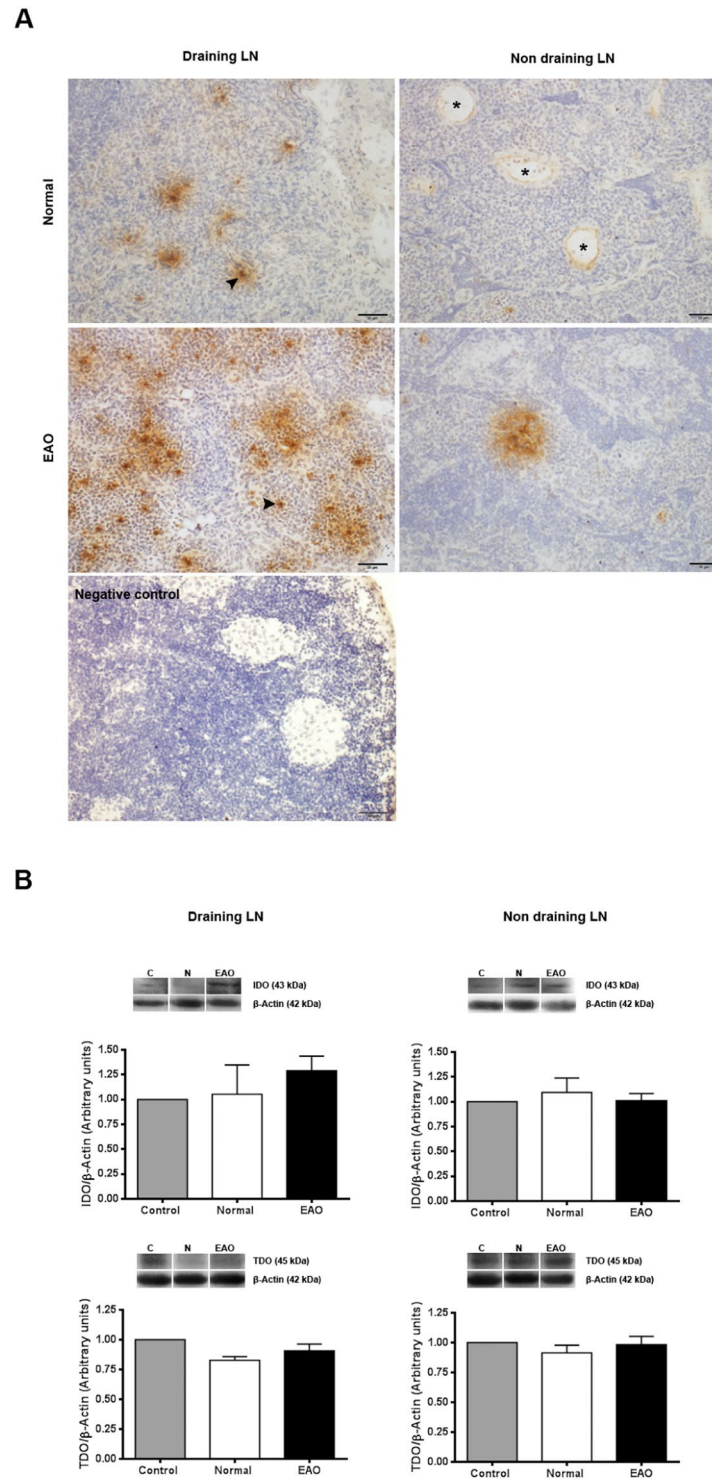 A
Draining LN
Non draining LN
Normal
*
*
*
EAO
Negative control
B
Draining LN
Non draining LN
C N EAO
IDO (43 kDa)
β-Actin (42 kDa)
C N EAO
IDO (43 kDa)
β-Actin (42 kDa)
IDO/β-Actin (Arbitrary units)
1.50
1.25
1.00
0.75
0.50
0.25
0.00
Control Normal EAO
IDO/β-Actin (Arbitrary units)
1.50
1.25
1.00
0.75
0.50
0.25
0.00
Control Normal EAO
C N EAO
TDO (45 kDa)
β-Actin (42 kDa)
C N EAO
TDO (45 kDa)
β-Actin (42 kDa)
TDO/β-Actin (Arbitrary units)
1.25
1.00
0.75
0.50
0.25
0.00
Control Normal EAO
TDO/β-Actin (Arbitrary units)
1.25
1.00
0.75
0.50
0.25
0.00
Control Normal EAO